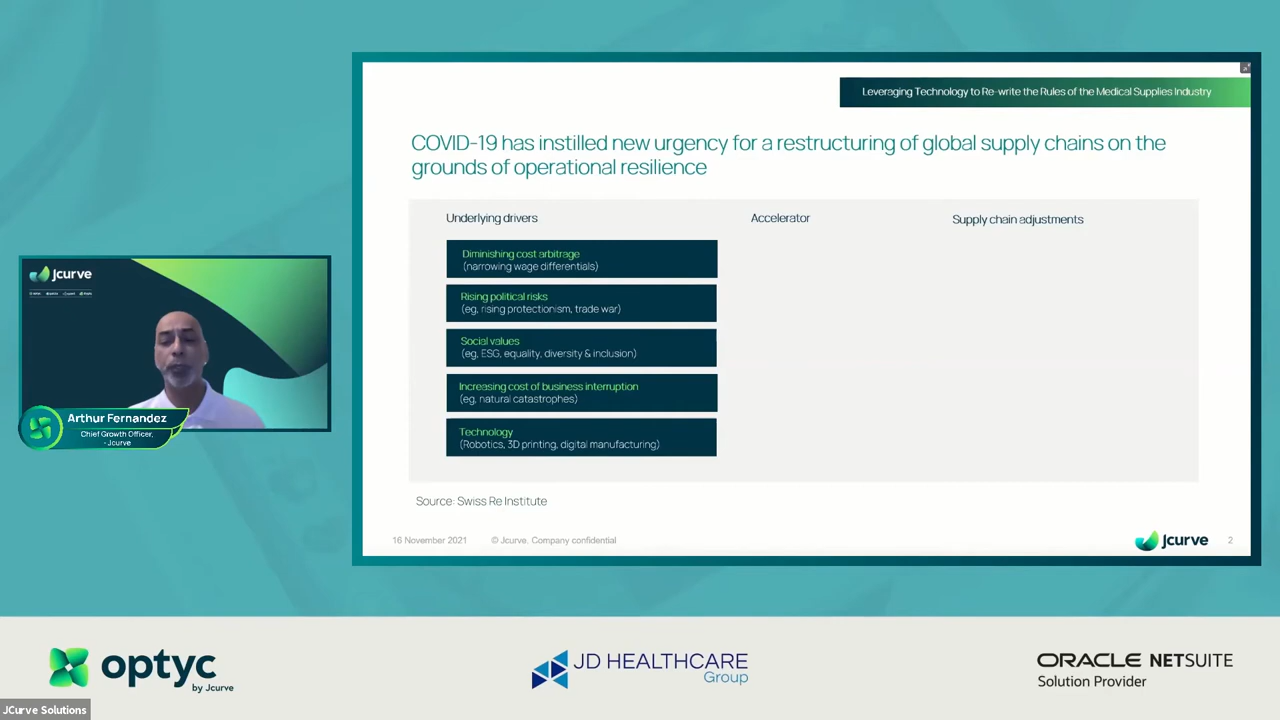 Leveraging Technology to Re-write the Rules of the Medical Supplies Industry
COVID-19 has instilled new urgency for a restructuring of global supply chains on the
grounds of operational resilience
Underlying drivers
Accelerator
Supply chain adjustments
Diminishing cost arbitrage
(narrowing wage differentials)
Rising political risks
(eg, rising protectionism, trade war)
Social values
(eg, ESG, equality, diversity & inclusion)
Increasing cost of business interruption
(eg, natural catastrophes)
Technology
(Robotics, 3D printing, digital manufacturing)
Source: Swiss Re Institute
16 November 2021
© Jcurve. Company confidential
Jcurve
2
Jcurve
Arthur Fernandez
Chief Growth Officer,
- Jcurve
optyc
by Jcurve
JD HEALTHCARE
Group
ORACLE NETSUITE
Solution Provider
JCurve Solutions